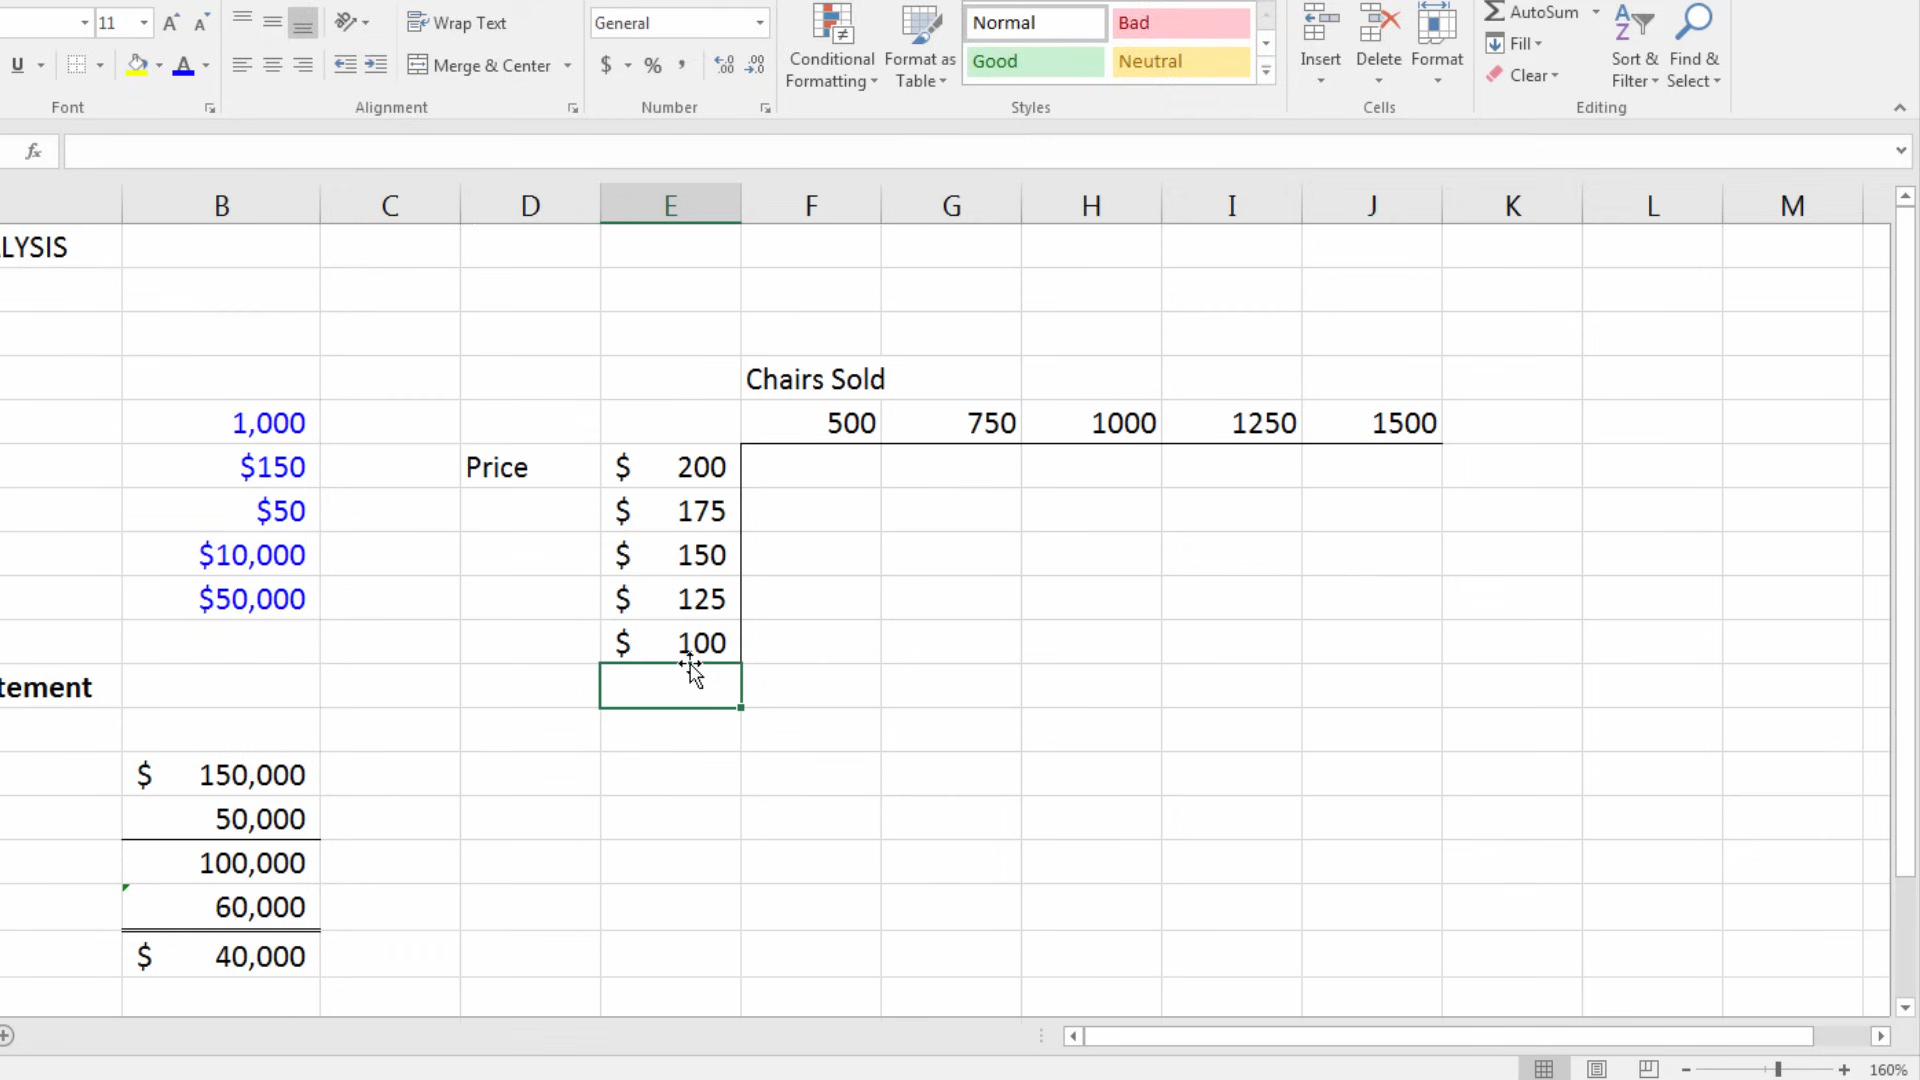 11 A A Wrap Text General Conditional Formatting Format as Table Normal Bad Insert Delete Format AutoSum Sort & Filter Find & Select
U A Merge & Center $ % , .00 .00 Good Neutral Fill
Clear
Font Alignment Number Styles Cells Editing
fx
B C D E F G H I J K L M
LYSIS
Chairs Sold
1,000 500 750 1000 1250 1500
$150 Price $ 200
$50 $ 175
$10,000 $ 150
$50,000 $ 125
$ 100
tement
$ 150,000
50,000
100,000
60,000
$ 40,000
160%